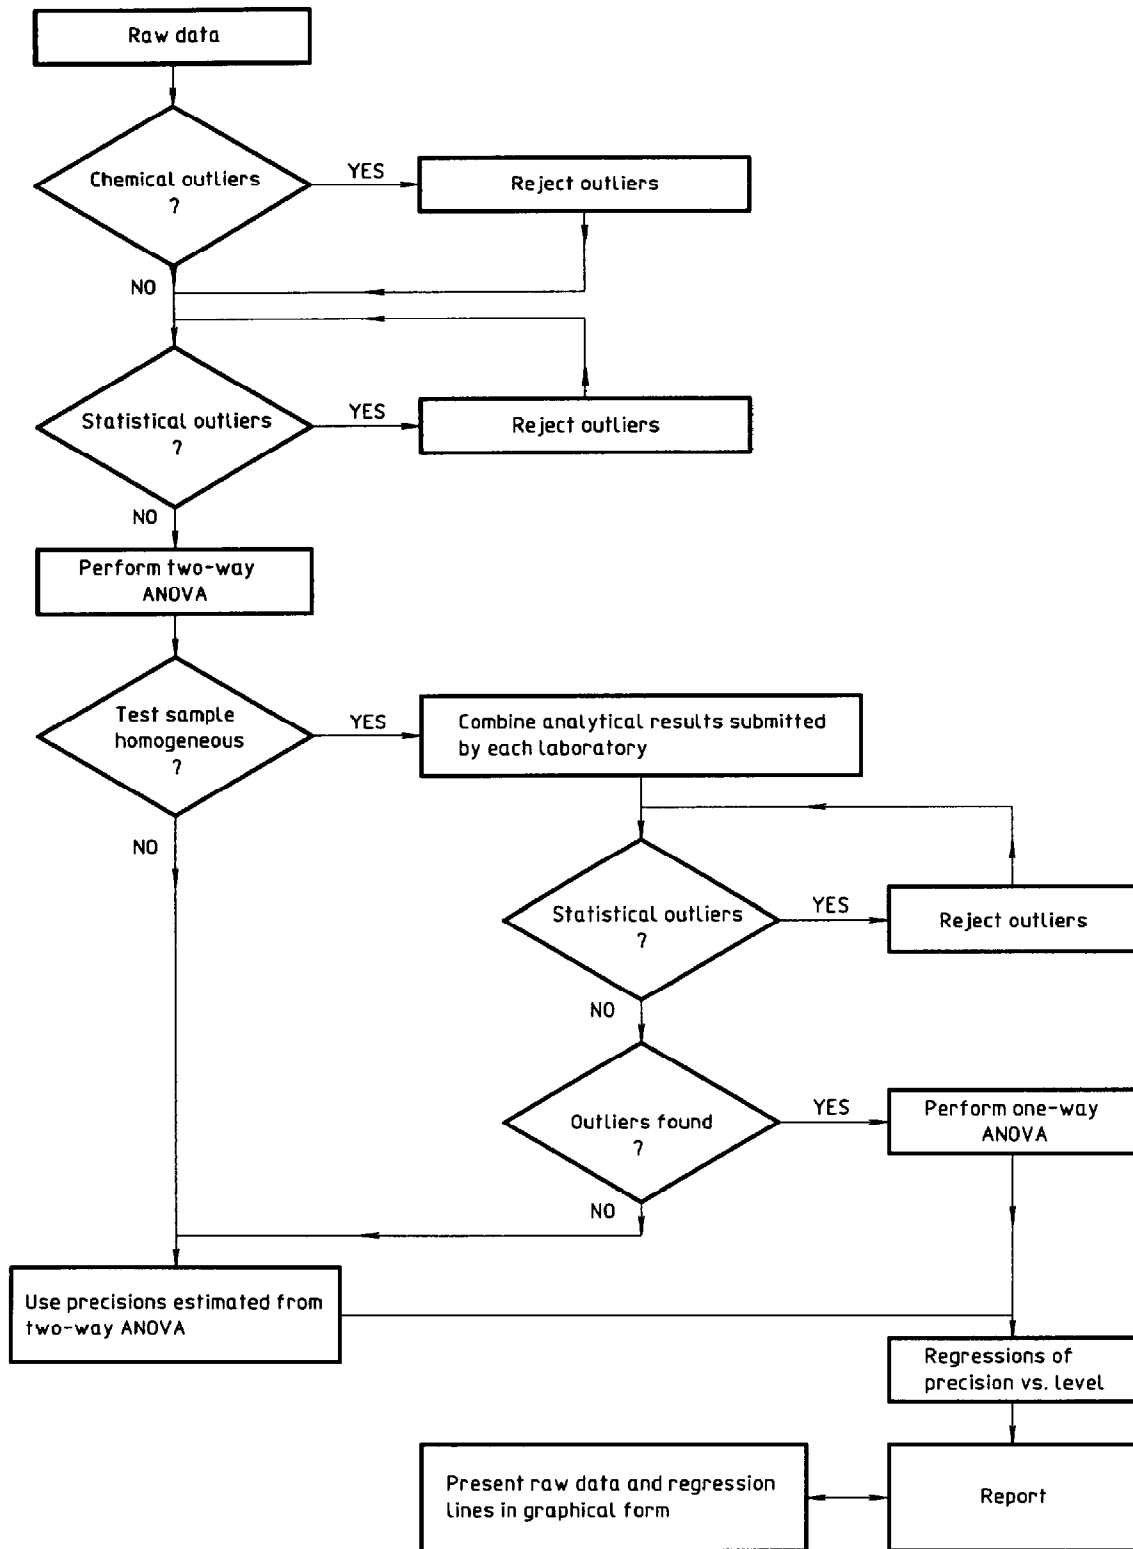 Raw data
Chemical outliers
?
YES
Reject outliers
NO
Statistical outliers
?
YES
Reject outliers
NO
Perform two-way
ANOVA
Test sample
homogeneous
?
YES
Combine analytical results submitted
by each laboratory
NO
Statistical outliers
?
YES
Reject outliers
NO
Outliers found
?
YES
Perform one-way
ANOVA
NO
Use precisions estimated from
two-way ANOVA
Regressions of
precision vs. level
Present raw data and regression
lines in graphical form
Report